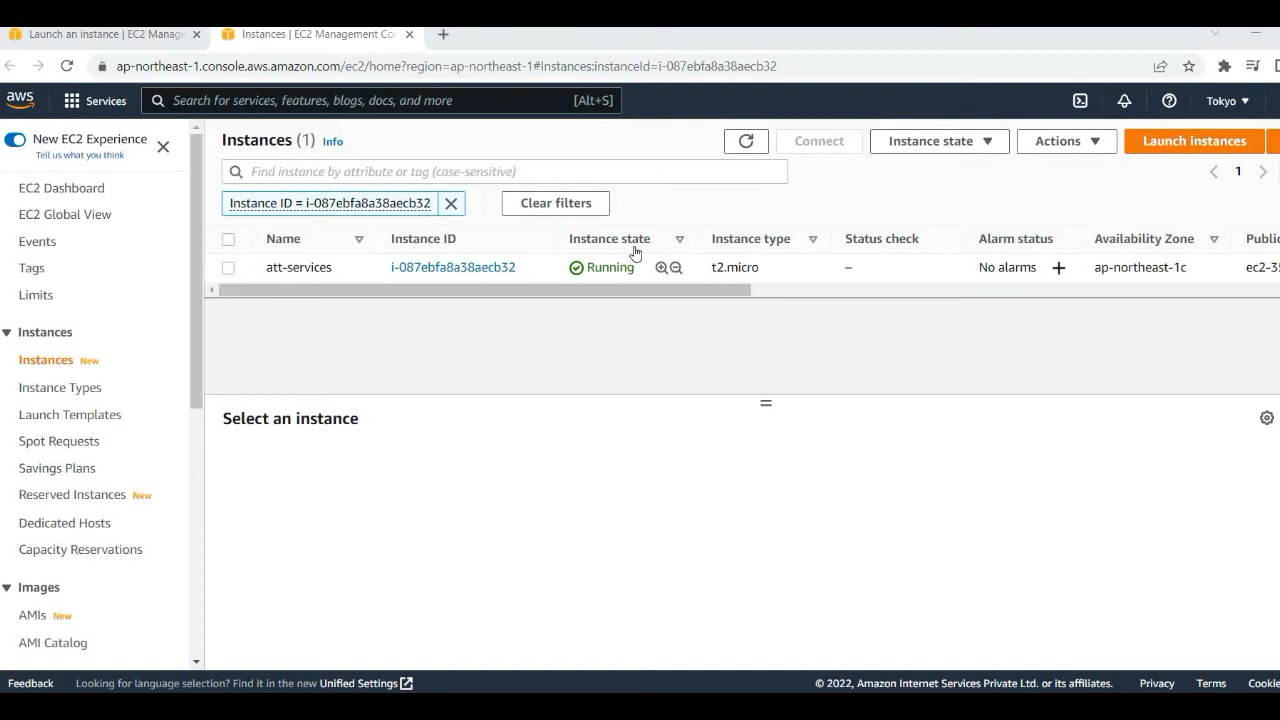 Launch an instance | EC2 Manag
Instances | EC2 Management Co
ap-northeast-1.console.aws.amazon.com/ec2/home?region=ap-northeast-1#Instances:instanceId=i-087ebfa8a38aecb32
aws
Services
Search for services, features, blogs, docs, and more
[Alt+S]
Tokyo
New EC2 Experience
Tell us what you think
EC2 Dashboard
EC2 Global View
Events
Tags
Limits
Instances
Instances New
Instance Types
Launch Templates
Spot Requests
Savings Plans
Reserved Instances New
Dedicated Hosts
Capacity Reservations
Images
AMIs New
AMI Catalog
Instances (1) Info
Connect
Instance state
Actions
Launch instances
Find instance by attribute or tag (case-sensitive)
1
Instance ID = i-087ebfa8a38aecb32
Clear filters
Name Instance ID Instance state Instance type Status check Alarm status Availability Zone Public
att-services i-087ebfa8a38aecb32 Running t2.micro – No alarms + ap-northeast-1c ec2-3
Select an instance
Feedback
Looking for language selection? Find it in the new Unified Settings
© 2022, Amazon Internet Services Private Ltd. or its affiliates.
Privacy
Terms
Cookie